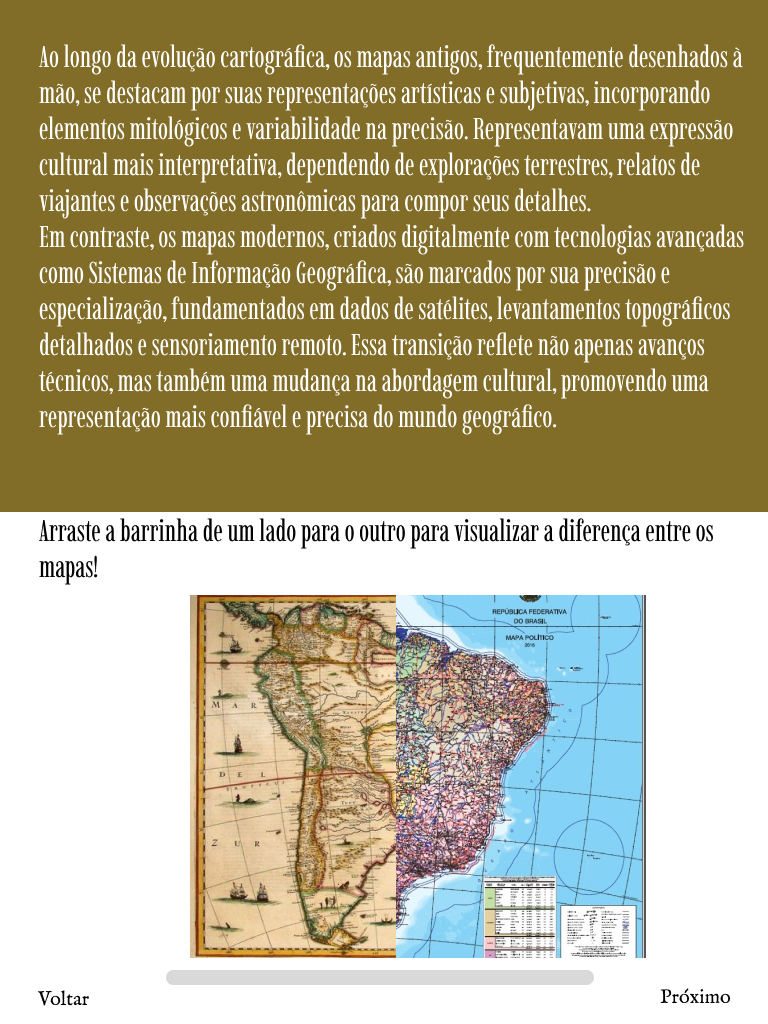 Ao longo da evolução cartográfica, os mapas antigos, frequentemente desenhados à
mão, se destacam por suas representações artísticas e subjetivas, incorporando
elementos mitológicos e variabilidade na precisão. Representavam uma expressão
cultural mais interpretativa, dependendo de explorações terrestres, relatos de
viajantes e observações astronômicas para compor seus detalhes.
Em contraste, os mapas modernos, criados digitalmente com tecnologias avançadas
como Sistemas de Informação Geográfica, são marcados por sua precisão e
especialização, fundamentados em dados de satélites, levantamentos topográficos
detalhados e sensoriamento remoto. Essa transição reflete não apenas avanços
técnicos, mas também uma mudança na abordagem cultural, promovendo uma
representação mais confiável e precisa do mundo geográfico.
Arraste a barrinha de um lado para o outro para visualizar a diferença entre os
mapas!
REPÚBLICA FEDERATIVA
DO BRASIL
MAPA POLÍTICO
MAR
DEL
ZUR
Voltar
Próximo